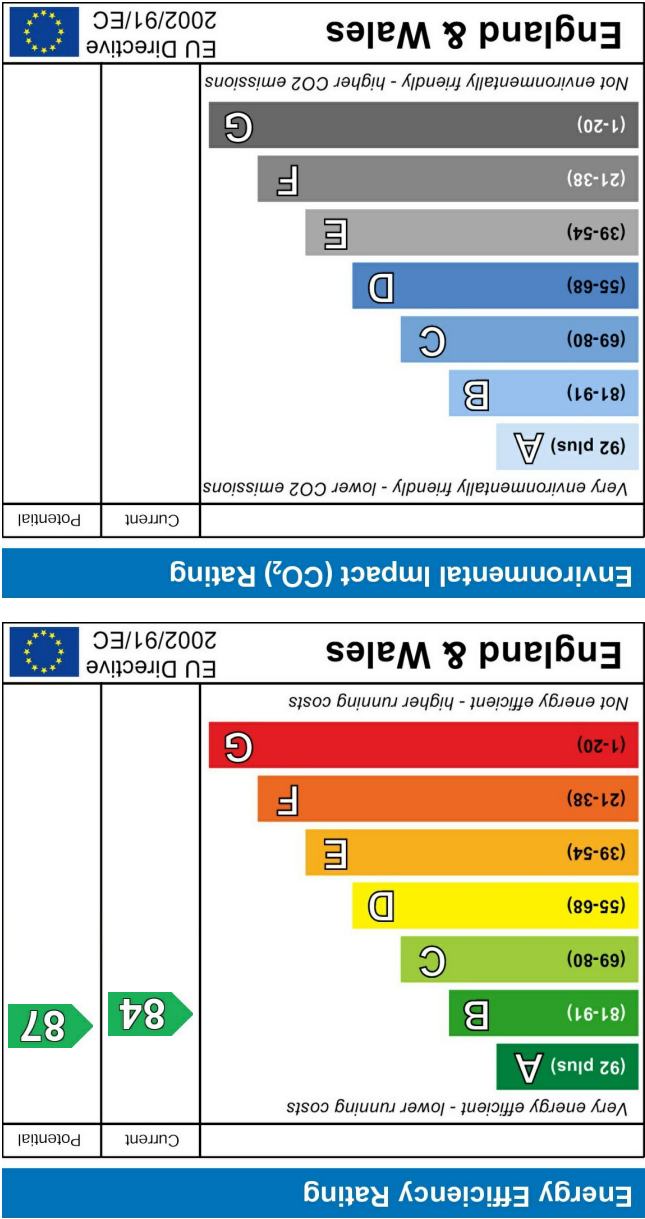 Energy Efficiency Rating
Current Potential
Very energy efficient - lower running costs
(92 plus) A
(81-91) B
84 87
(69-80) C
(55-68) D
(39-54) E
(21-38) F
(1-20) G
Not energy efficient - higher running costs
England & Wales
EU Directive
2002/91/EC
Environmental Impact (CO₂) Rating
Current Potential
Very environmentally friendly - lower CO2 emissions
(92 plus) A
(81-91) B
(69-80) C
(55-68) D
(39-54) E
(21-38) F
(1-20) G
Not environmentally friendly - higher CO2 emissions
England & Wales
EU Directive
2002/91/EC